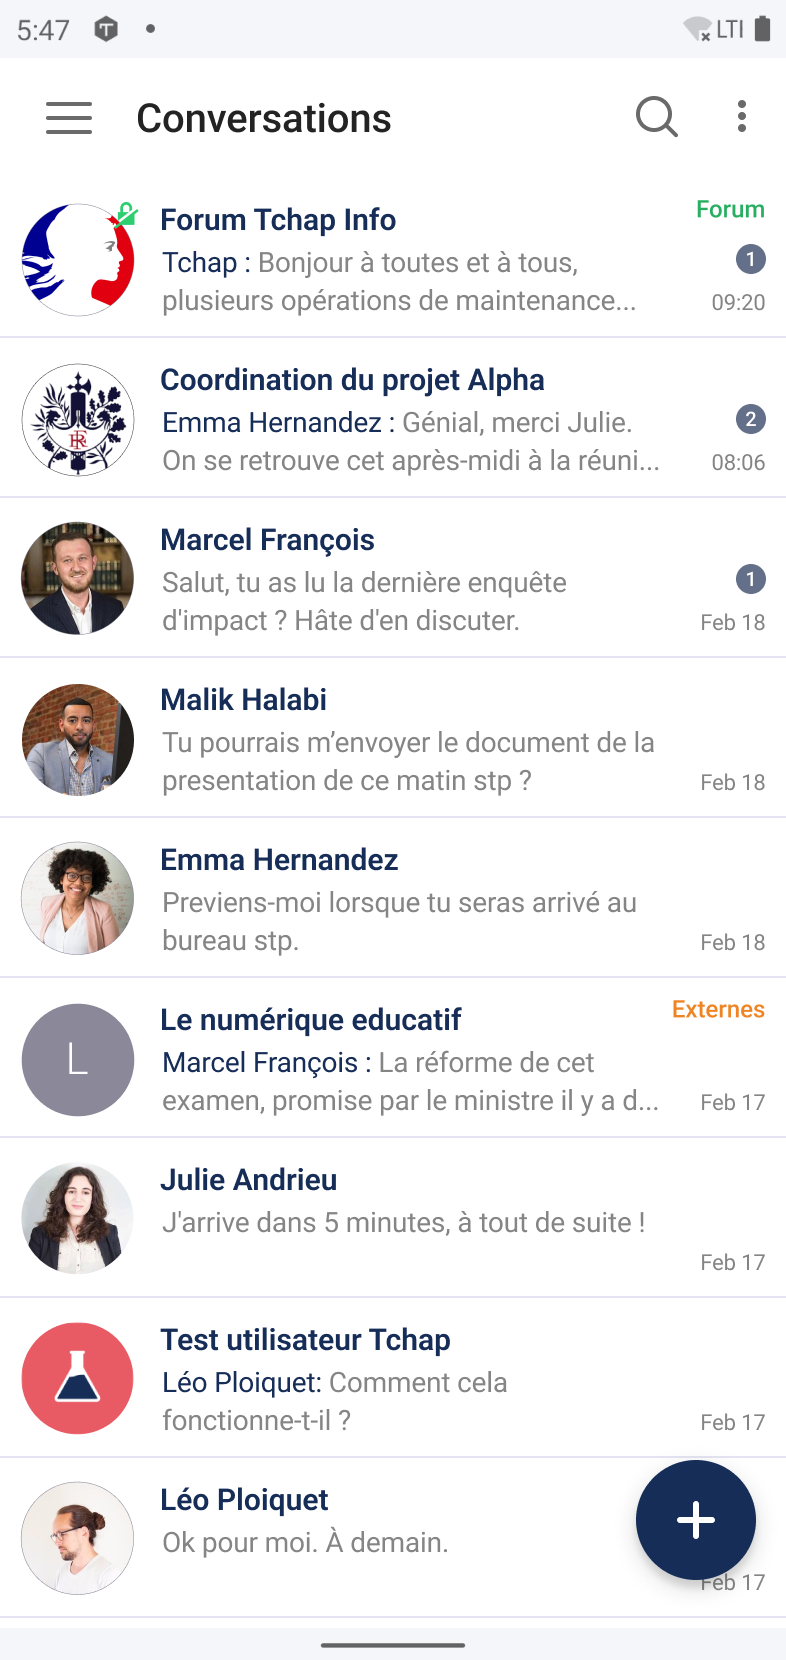 5:47
LTI
Conversations
Forum Tchap Info
Forum
Tchap : Bonjour à toutes et à tous,
1
plusieurs opérations de maintenance...
09:20
Coordination du projet Alpha
Emma Hernandez : Génial, merci Julie.
2
On se retrouve cet après-midi à la réuni...
08:06
Marcel François
Salut, tu as lu la dernière enquête
1
d'impact ? Hâte d'en discuter.
Feb 18
Malik Halabi
Tu pourrais m’envoyer le document de la
presentation de ce matin stp ?
Feb 18
Emma Hernandez
Previens-moi lorsque tu seras arrivé au
bureau stp.
Feb 18
Le numérique educatif
Externes
L
Marcel François : La réforme de cet
examen, promise par le ministre il y a d...
Feb 17
Julie Andrieu
J'arrive dans 5 minutes, à tout de suite !
Feb 17
Test utilisateur Tchap
Léo Ploiquet: Comment cela
fonctionne-t-il ?
Feb 17
Léo Ploiquet
Ok pour moi. À demain.
Feb 17